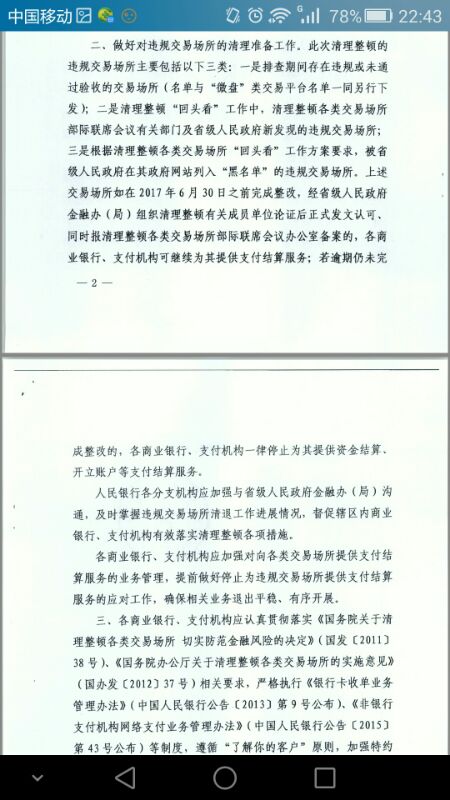 中国移动 78% 22:43
二、做好对违规交易场所的清理准备工作。此次清理整顿的
违规交易场所主要包括以下三类：一是排查期间存在违规或未通
过验收的交易场所（名单与“微盘”类交易平台名单一同另行下
发）；二是清理整顿“回头看”工作中，清理整顿各类交易场所
部际联席会议有关部门及省级人民政府新发现的违规交易场所；
三是根据清理整顿各类交易场所“回头看”工作方案要求，被省
级人民政府在其政府网站列入“黑名单”的违规交易场所。上述
交易场所如在 2017 年 6 月 30 日之前完成整改，经省级人民政府
金融办（局）组织清理整顿有关成员单位论证后正式发文认可、
同时报清理整顿各类交易场所部际联席会议办公室备案的，各商
业银行、支付机构可继续为其提供支付结算服务；若逾期仍未完
— 2 —
成整改的，各商业银行、支付机构一律停止为其提供资金结算、
开立账户等支付结算服务。
人民银行各分支机构应加强与省级人民政府金融办（局）沟
通，及时掌握违规交易场所清退工作进展情况，督促辖区内商业
银行、支付机构有效落实清理整顿各项措施。
各商业银行、支付机构应加强对向各类交易场所提供支付结
算服务的业务管理，提前做好停止为违规交易场所提供支付结算
服务的应对工作，确保相关业务退出平稳、有序开展。
三、各商业银行、支付机构应认真贯彻落实《国务院关于清
理整顿各类交易场所 切实防范金融风险的决定》（国发〔2011〕
38 号）、《国务院办公厅关于清理整顿各类交易场所的实施意见》
（国办发〔2012〕37 号）相关要求，严格执行《银行卡收单业务
管理办法》（中国人民银行公告〔2013〕第 9 号公布）、《非银行
支付机构网络支付业务管理办法》（中国人民银行公告〔2015〕
第 43 号公布）等制度，遵循“了解你的客户”原则，加强特约